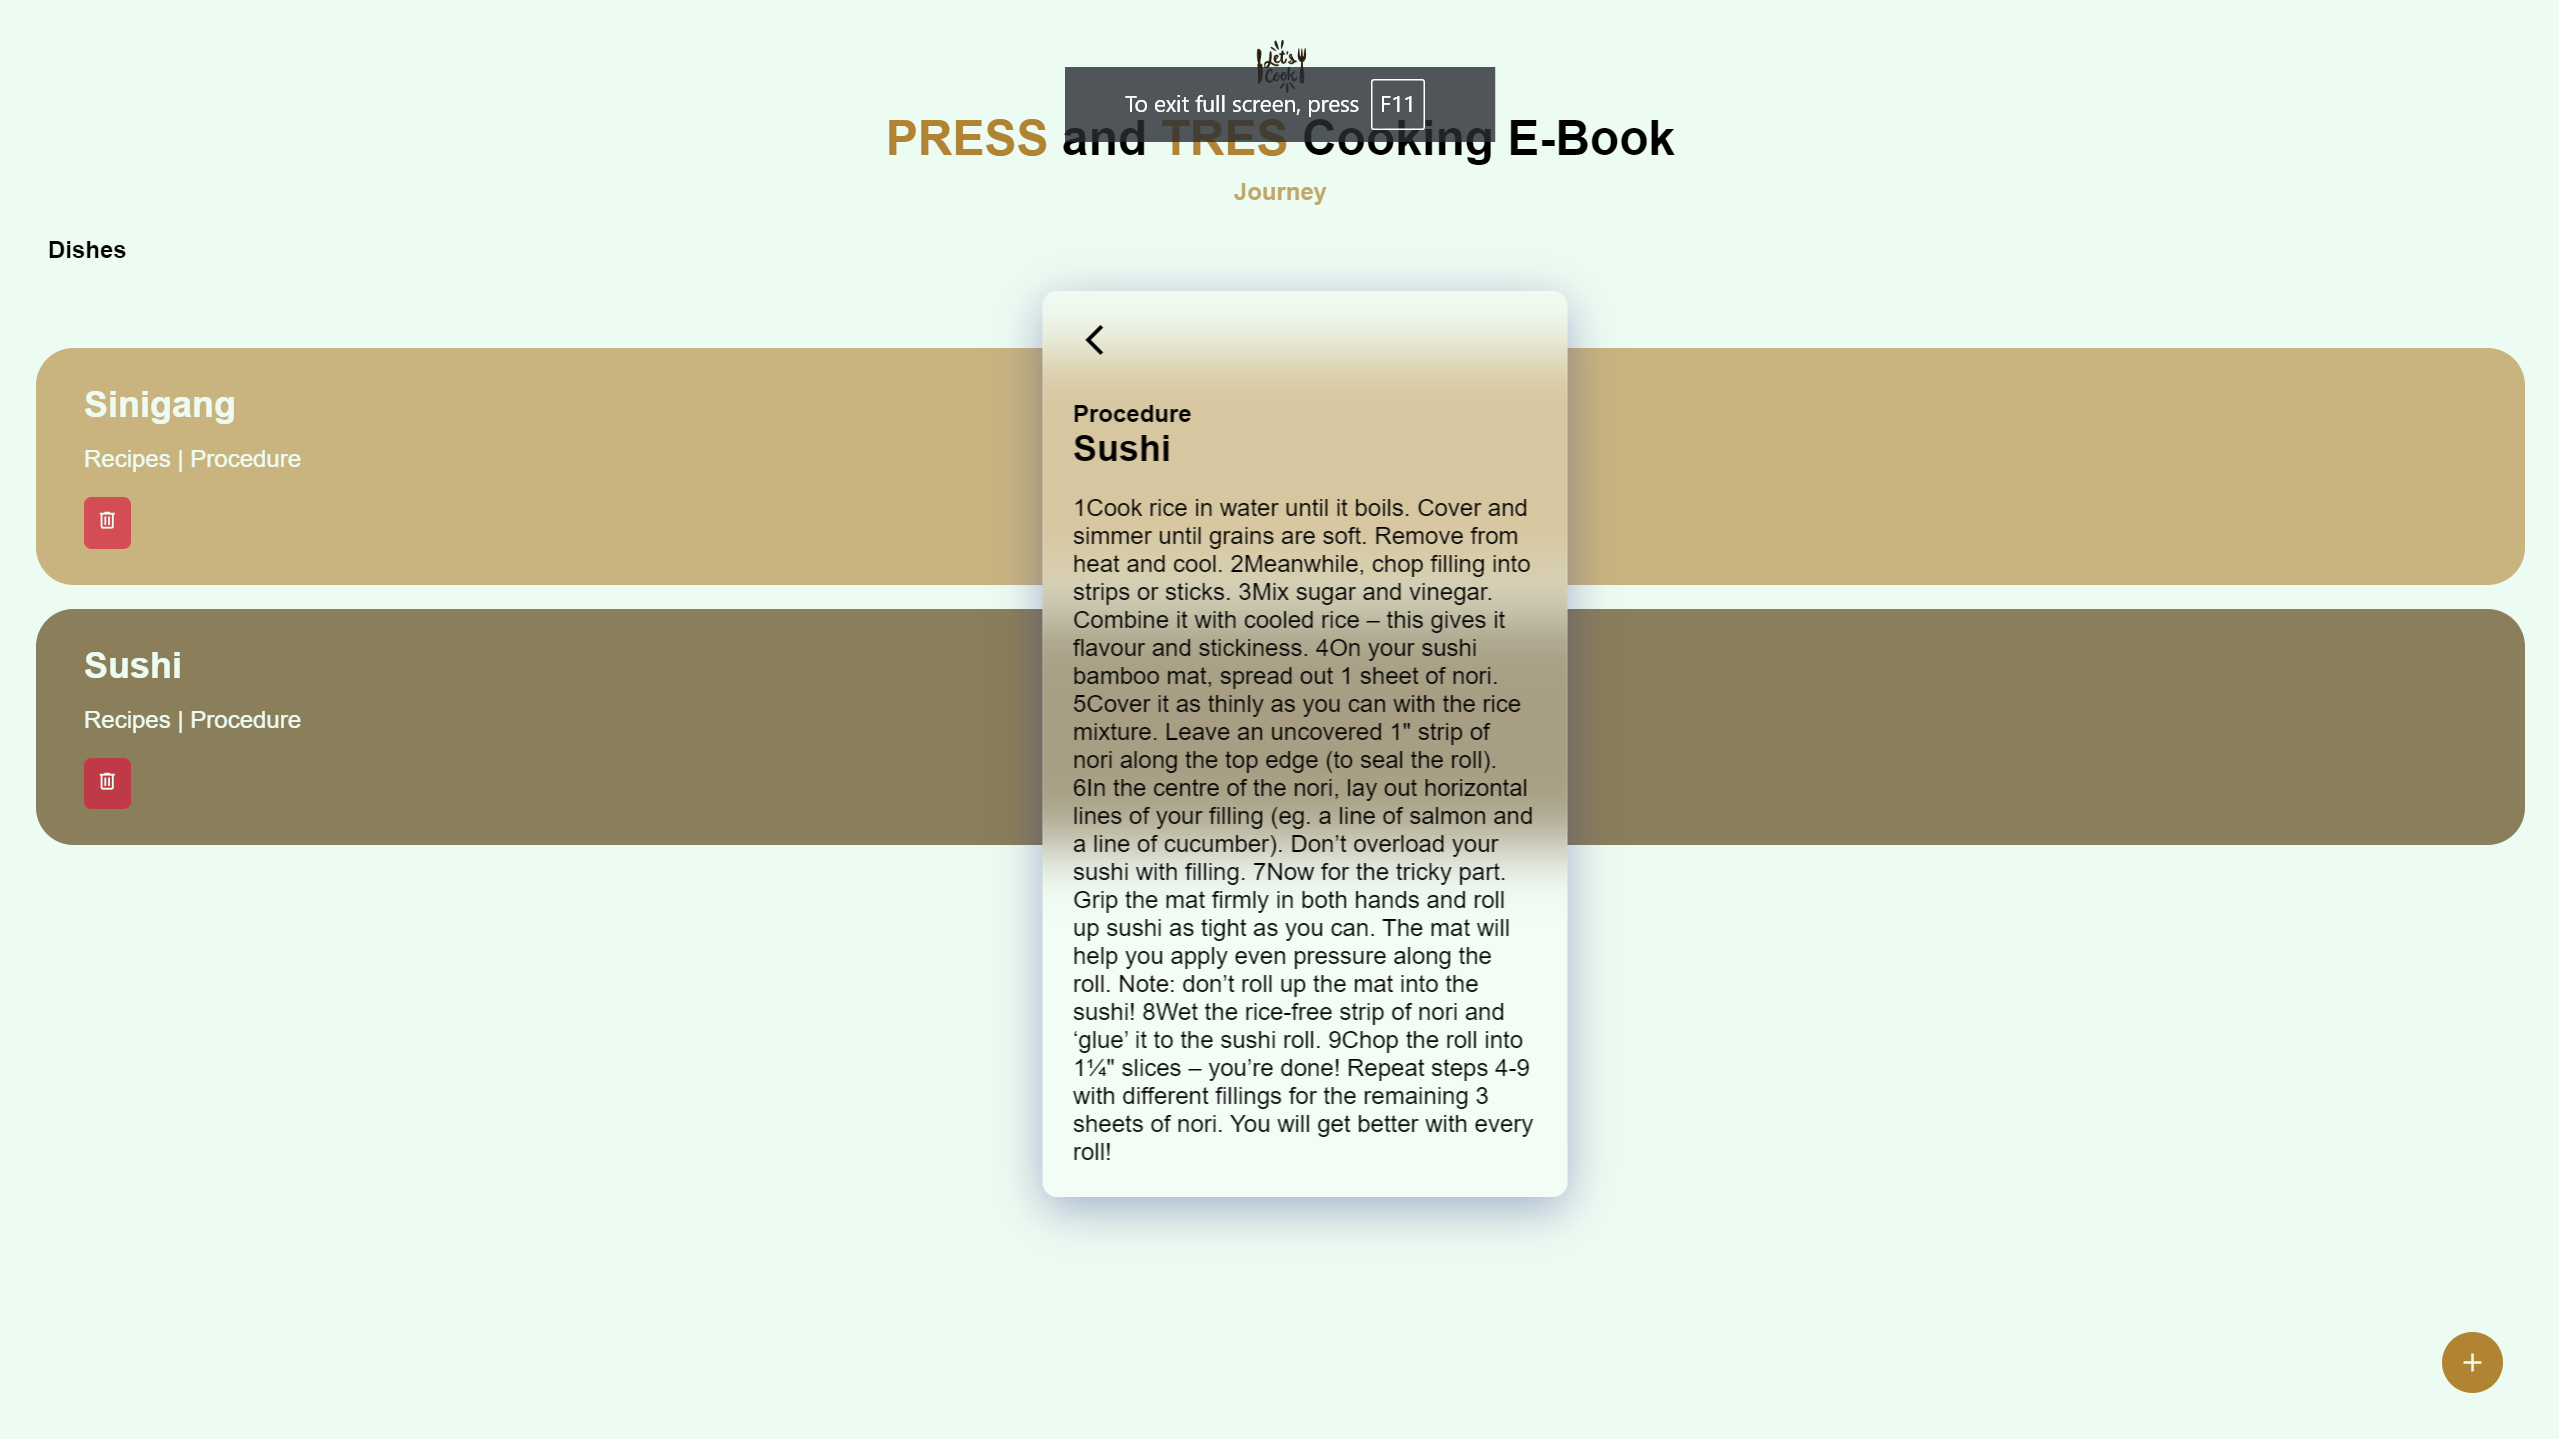 Let's
Cook
To exit full screen, press F11
PRESS and TRES Cooking E-Book
Journey
Dishes
Sinigang
Recipes | Procedure
Sushi
Recipes | Procedure
Procedure
Sushi
1Cook rice in water until it boils. Cover and
simmer until grains are soft. Remove from
heat and cool. 2Meanwhile, chop filling into
strips or sticks. 3Mix sugar and vinegar.
Combine it with cooled rice – this gives it
flavour and stickiness. 4On your sushi
bamboo mat, spread out 1 sheet of nori.
5Cover it as thinly as you can with the rice
mixture. Leave an uncovered 1" strip of
nori along the top edge (to seal the roll).
6In the centre of the nori, lay out horizontal
lines of your filling (eg. a line of salmon and
a line of cucumber). Don’t overload your
sushi with filling. 7Now for the tricky part.
Grip the mat firmly in both hands and roll
up sushi as tight as you can. The mat will
help you apply even pressure along the
roll. Note: don’t roll up the mat into the
sushi! 8Wet the rice-free strip of nori and
‘glue’ it to the sushi roll. 9Chop the roll into
1¼" slices – you’re done! Repeat steps 4-9
with different fillings for the remaining 3
sheets of nori. You will get better with every
roll!